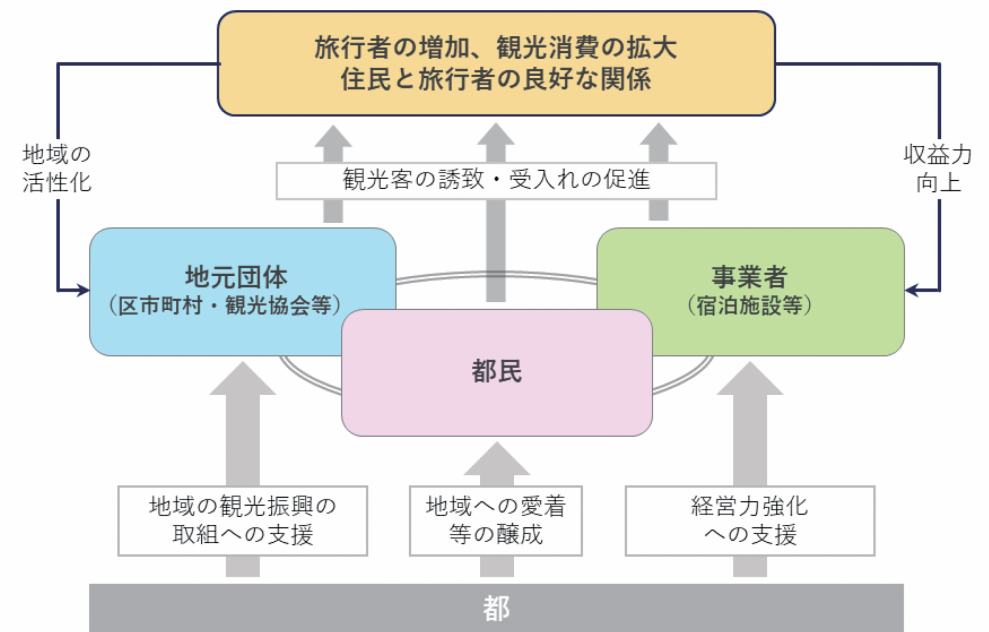 旅行者の増加、観光消費の拡大
住民と旅行者の良好な関係
地域の
活性化
収益力
向上
観光客の誘致・受入れの促進
地元団体
（区市町村・観光協会等）
事業者
（宿泊施設等）
都民
地域の観光振興の
取組への支援
地域への愛着
等の醸成
経営力強化
への支援
都